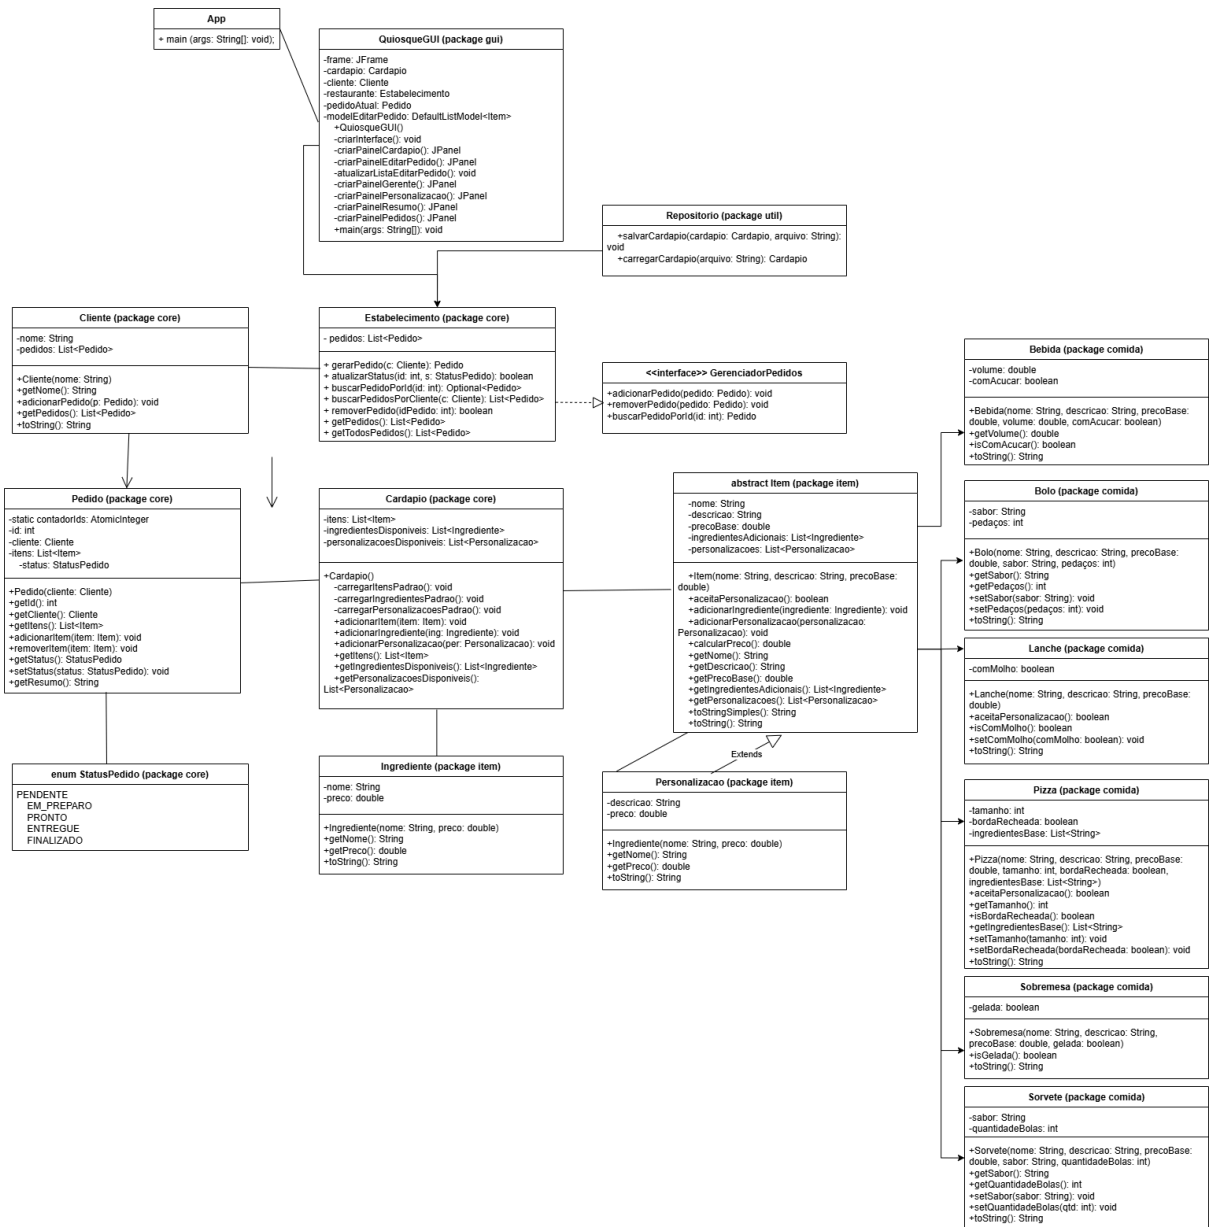 App
+ main (args: String[]: void);
QuiosqueGUI (package gui)
-frame: JFrame
-cardapio: Cardapio
-cliente: Cliente
-restaurante: Estabelecimento
-pedidoAtual: Pedido
-modelEditarPedido: DefaultListModel<Item>
+QuiosqueGUI()
-criarInterface(): void
-criarPainelCardapio(): JPanel
-criarPainelEditarPedido(): JPanel
-atualizarListaEditarPedido(): void
-criarPainelGerente(): JPanel
-criarPainelPersonalizacao(): JPanel
-criarPainelResumo(): JPanel
-criarPainelPedidos(): JPanel
+main(args: String[]): void
Repositorio (package util)
+salvarCardapio(cardapio: Cardapio, arquivo: String):
void
+carregarCardapio(arquivo: String): Cardapio
Cliente (package core)
-nome: String
-pedidos: List<Pedido>
+Cliente(nome: String)
+getNome(): String
+adicionarPedido(p: Pedido): void
+getPedidos(): List<Pedido>
+toString(): String
Estabelecimento (package core)
- pedidos: List<Pedido>
+ gerarPedido(c: Cliente): Pedido
+ atualizarStatus(id: int, s: StatusPedido): boolean
+ buscarPedidoPorId(id: int): Optional<Pedido>
+ buscarPedidosPorCliente(c: Cliente): List<Pedido>
+ removerPedido(idPedido: int): boolean
+ getPedidos(): List<Pedido>
+ getTodosPedidos(): List<Pedido>
<<interface>> GerenciadorPedidos
+adicionarPedido(pedido: Pedido): void
+removerPedido(pedido: Pedido): void
+buscarPedidoPorId(id: int): Pedido
Bebida (package comida)
-volume: double
-comAcucar: boolean
+Bebida(nome: String, descricao: String, precoBase:
double, volume: double, comAcucar: boolean)
+getVolume(): double
+isComAcucar(): boolean
+toString(): String
Pedido (package core)
-static contadorIds: AtomicInteger
-id: int
-cliente: Cliente
-itens: List<Item>
-status: StatusPedido
+Pedido(cliente: Cliente)
+getId(): int
+getCliente(): Cliente
+getItens(): List<Item>
+adicionarItem(item: Item): void
+removerItem(item: Item): void
+getStatus(): StatusPedido
+setStatus(status: StatusPedido): void
+getResumo(): String
Cardapio (package core)
-itens: List<Item>
-ingredientesDisponiveis: List<Ingrediente>
-personalizacoesDisponiveis: List<Personalizacao>
+Cardapio()
-carregarItensPadrao(): void
-carregarIngredientesPadrao(): void
-carregarPersonalizacoesPadrao(): void
+adicionarItem(item: Item): void
+adicionarIngrediente(ing: Ingrediente): void
+adicionarPersonalizacao(per: Personalizacao): void
+getItens(): List<Item>
+getIngredientesDisponiveis(): List<Ingrediente>
+getPersonalizacoesDisponiveis():
List<Personalizacao>
abstract Item (package item)
-nome: String
-descricao: String
-precoBase: double
-ingredientesAdicionais: List<Ingrediente>
-personalizacoes: List<Personalizacao>
+Item(nome: String, descricao: String, precoBase:
double)
+aceitaPersonalizacao(): boolean
+adicionarIngrediente(ingrediente: Ingrediente): void
+adicionarPersonalizacao(personalizacao:
Personalizacao): void
+calcularPreco(): double
+getNome(): String
+getDescricao(): String
+getPrecoBase(): double
+getIngredientesAdicionais(): List<Ingrediente>
+getPersonalizacoes(): List<Personalizacao>
+toStringSimples(): String
+toString(): String
Bolo (package comida)
-sabor: String
-pedaços: int
+Bolo(nome: String, descricao: String, precoBase:
double, sabor: String, pedaços: int)
+getSabor(): String
+getPedaços(): int
+setSabor(sabor: String): void
+setPedaços(pedaços: int): void
+toString(): String
Lanche (package comida)
-comMolho: boolean
+Lanche(nome: String, descricao: String, precoBase:
double)
+aceitaPersonalizacao(): boolean
+isComMolho(): boolean
+setComMolho(comMolho: boolean): void
+toString(): String
Extends
enum StatusPedido (package core)
PENDENTE
EM_PREPARO
PRONTO
ENTREGUE
FINALIZADO
Ingrediente (package item)
-nome: String
-preco: double
+Ingrediente(nome: String, preco: double)
+getNome(): String
+getPreco(): double
+toString(): String
Personalizacao (package item)
-descricao: String
-preco: double
+Ingrediente(nome: String, preco: double)
+getNome(): String
+getPreco(): double
+toString(): String
Pizza (package comida)
-tamanho: int
-bordaRecheada: boolean
-ingredientesBase: List<String>
+Pizza(nome: String, descricao: String, precoBase:
double, tamanho: int, bordaRecheada: boolean,
ingredientesBase: List<String>)
+aceitaPersonalizacao(): boolean
+getTamanho(): int
+isBordaRecheada(): boolean
+getIngredientesBase(): List<String>
+setTamanho(tamanho: int): void
+setBordaRecheada(bordaRecheada: boolean): void
+toString(): String
Sobremesa (package comida)
-gelada: boolean
+Sobremesa(nome: String, descricao: String,
precoBase: double, gelada: boolean)
+isGelada(): boolean
+toString(): String
Sorvete (package comida)
-sabor: String
-quantidadeBolas: int
+Sorvete(nome: String, descricao: String, precoBase:
double, sabor: String, quantidadeBolas: int)
+getSabor(): String
+getQuantidadeBolas(): int
+setSabor(sabor: String): void
+setQuantidadeBolas(qtd: int): void
+toString(): String